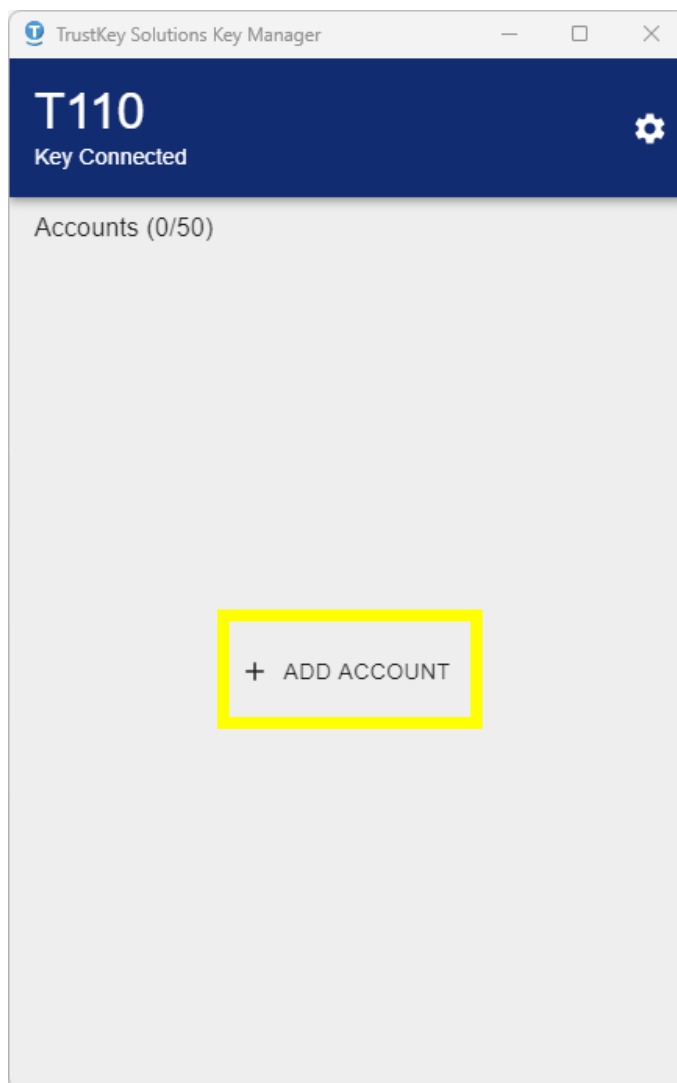 TrustKey Solutions Key Manager
T110
Key Connected
Accounts (0/50)
+ ADD ACCOUNT